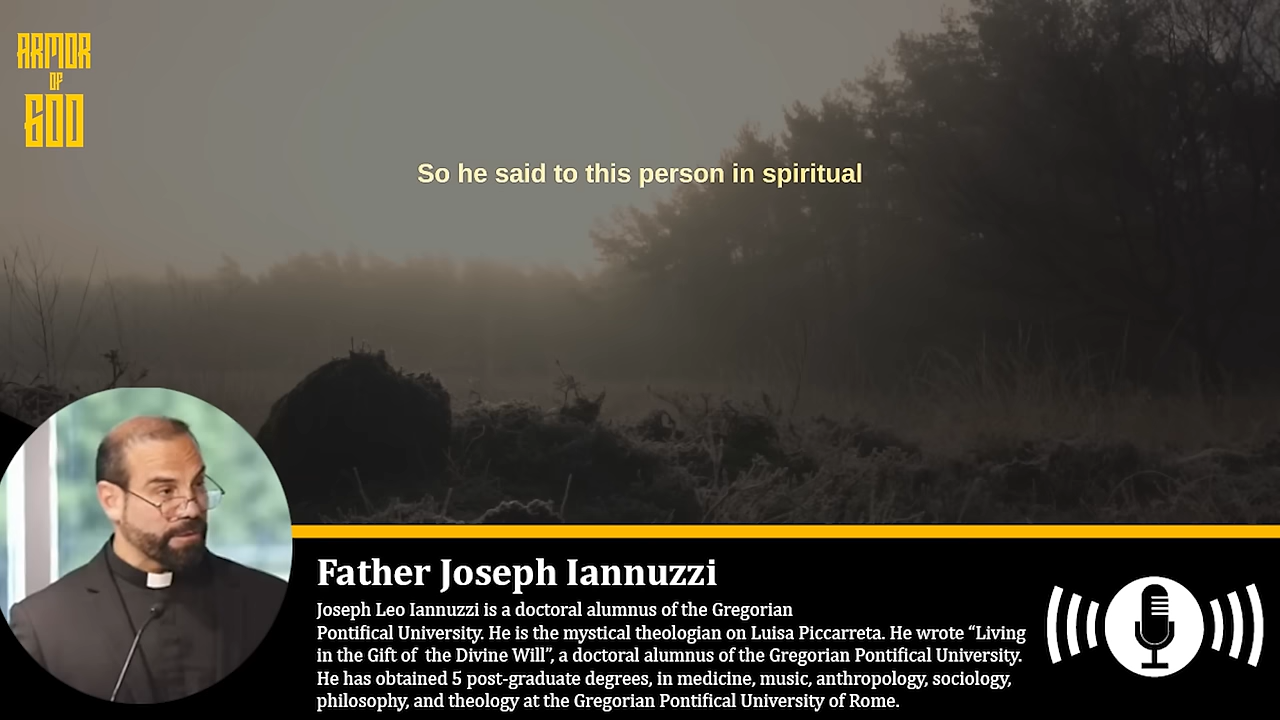 ARMOR
OF
GOD
So he said to this person in spiritual
Father Joseph Iannuzzi
Joseph Leo Iannuzzi is a doctoral alumnus of the Gregorian
Pontifical University. He is the mystical theologian on Luisa Piccarreta. He wrote “Living
in the Gift of the Divine Will”, a doctoral alumnus of the Gregorian Pontifical University.
He has obtained 5 post-graduate degrees, in medicine, music, anthropology, sociology,
philosophy, and theology at the Gregorian Pontifical University of Rome.